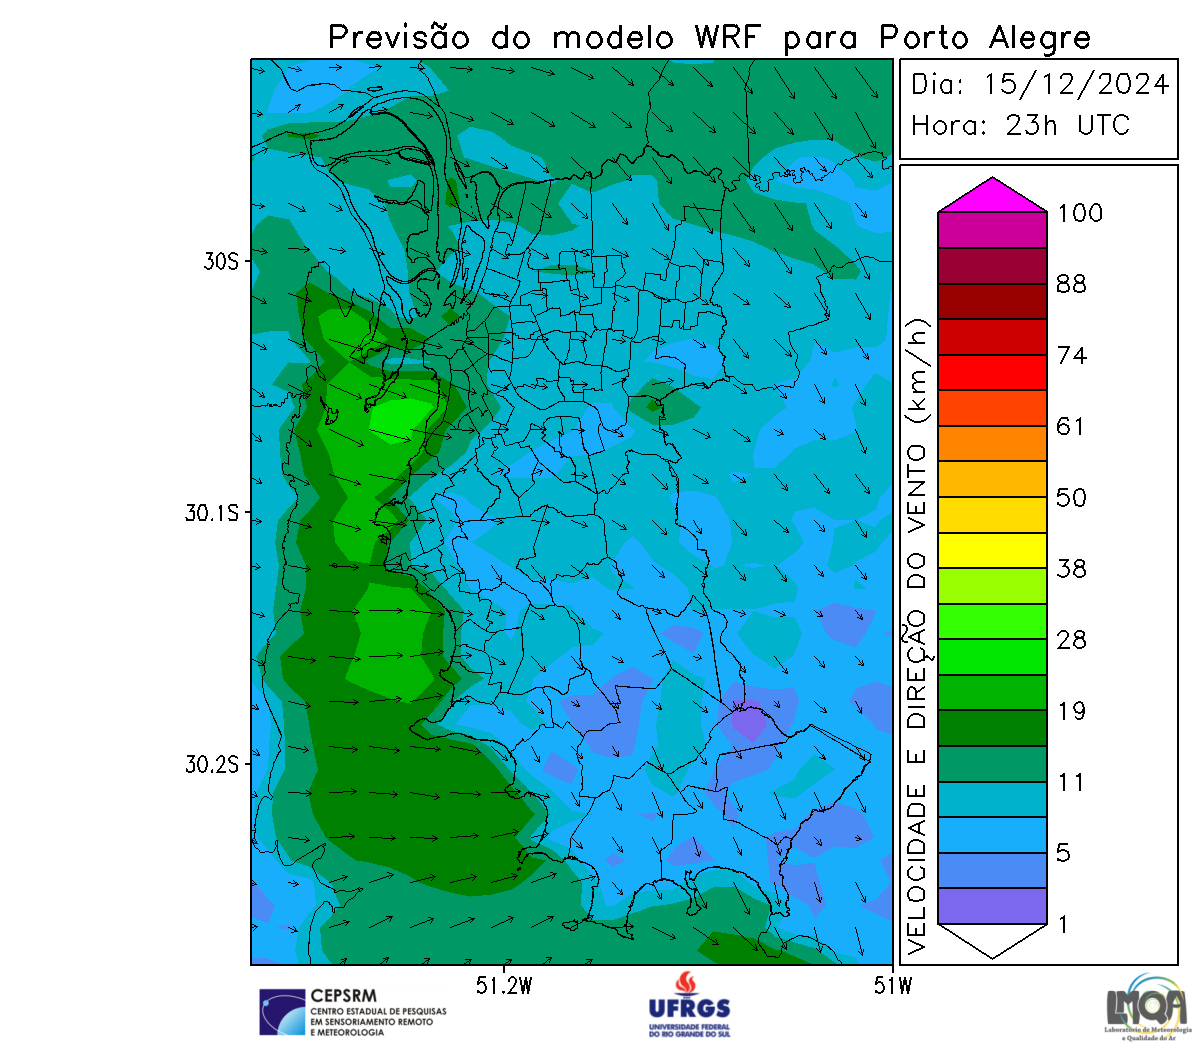 Previsão do modelo WRF para Porto Alegre
Dia: 15/12/2024
Hora: 23h UTC
VELOCIDADE E DIREÇÃO DO VENTO (km/h)
100
88
74
61
50
38
28
19
11
5
1
30S
30.1S
30.2S
51.2W
51W
CEPSRM
CENTRO ESTADUAL DE PESQUISAS
EM SENSORIAMENTO REMOTO
E METEOROLOGIA
UFRGS
UNIVERSIDADE FEDERAL
DO RIO GRANDE DO SUL
LMQA
Laboratório de Meteorologia
e Qualidade do Ar